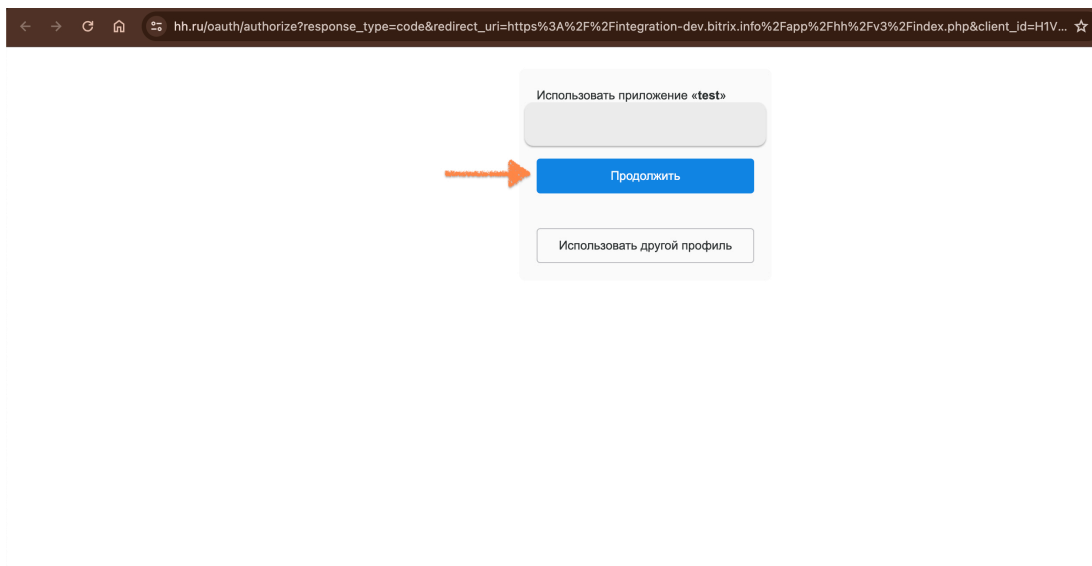 hh.ru/oauth/authorize?response_type=code&redirect_uri=https%3A%2F%2Fintegration-dev.bitrix.info%2Fapp%2Fhh%2Fv3%2Findex.php&client_id=H1V...
Использовать приложение «test»
Продолжить
Использовать другой профиль